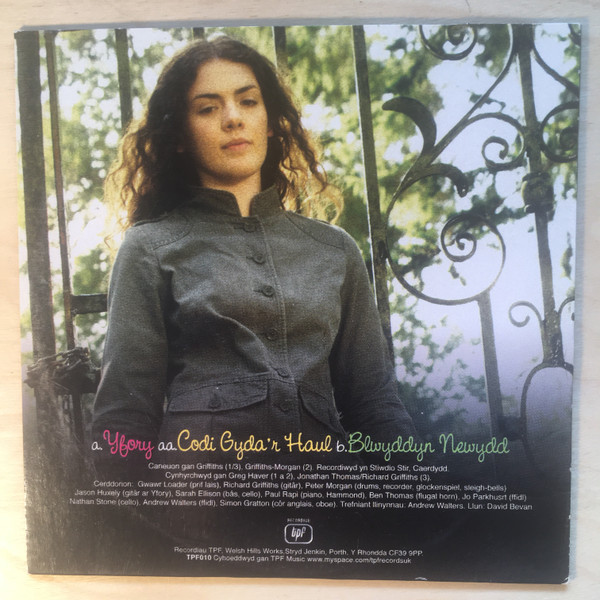 a. Yfory aa. Codi Gyda'r Haul b. Blwyddyn Newydd
Caneuon gan Griffiths (1/3), Griffiths-Morgan (2). Recordiwyd yn Stiwdio Stir, Caerdydd.
Cynhyrchwyd gan Greg Haver (1 a 2), Jonathan Thomas/Richard Griffiths (3).
Cerddorion: Gwawr Loader (prif lais), Richard Griffiths (gitâr), Peter Morgan (drums, recorder, glockenspiel, sleigh-bells)
Jason Huxely (gitâr ar Yfory), Sarah Ellison (bâs, cello), Paul Rapi (piano, Hammond), Ben Thomas (flugal horn), Jo Parkhusrt (ffidl)
Nathan Stone (cello), Andrew Walters (ffidl), Simon Gratton (côr anglais, oboe). Trefniant llinynnau: Andrew Walters. Llun: David Bevan
RECORDIAU
tpf
Recordiau TPF, Welsh Hills Works.Stryd Jenkin, Porth, Y Rhondda CF39 9PP.
TPF010 Cyhoeddwyd gan TPF Music www.myspace.com/tpfrecordsuk